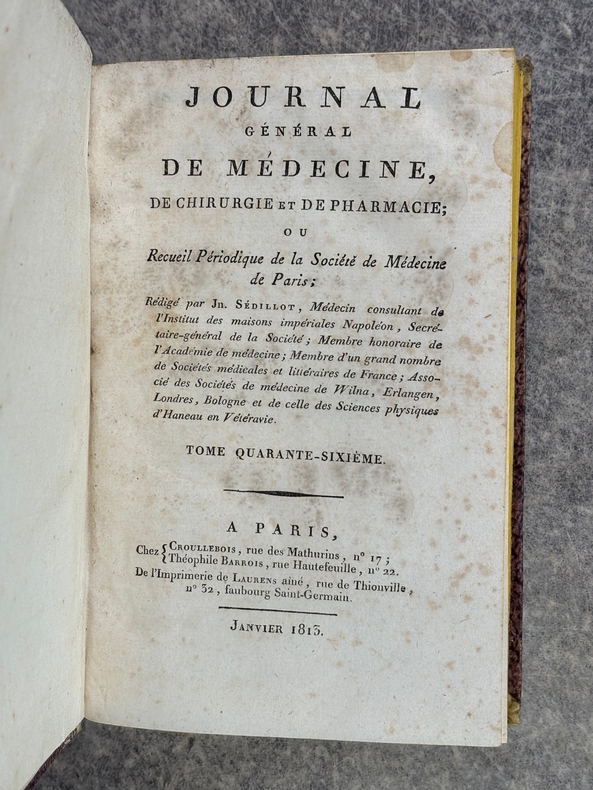 JOURNAL
GÉNÉRAL
DE MÉDECINE,
DE CHIRURGIE ET DE PHARMACIE;
OU
Recueil Périodique de la Société de Médecine
de Paris;
Rédigé par Jn. SÉDILLOT, Médecin consultant de
l'Institut des maisons impériales Napoléon, Secré-
taire-général de la Société; Membre honoraire de
l'Académie de médecine; Membre d'un grand nombre
de Sociétés médicales et littéraires de France; Asso-
cié des Sociétés de médecine de Wilna, Erlangen,
Londres, Bologne et de celle des Sciences physiques
d'Haneau en Vétéravie.
TOME QUARANTE-SIXIÈME.
A PARIS,
Chez { CROULLEBOIS, rue des Mathurins, n° 17;
Théophile BARROIS, rue Hautefeuille, n° 22.
De l'Imprimerie de LAURENS aîné, rue de Thionville,
n° 32, faubourg Saint-Germain.
JANVIER 1813.